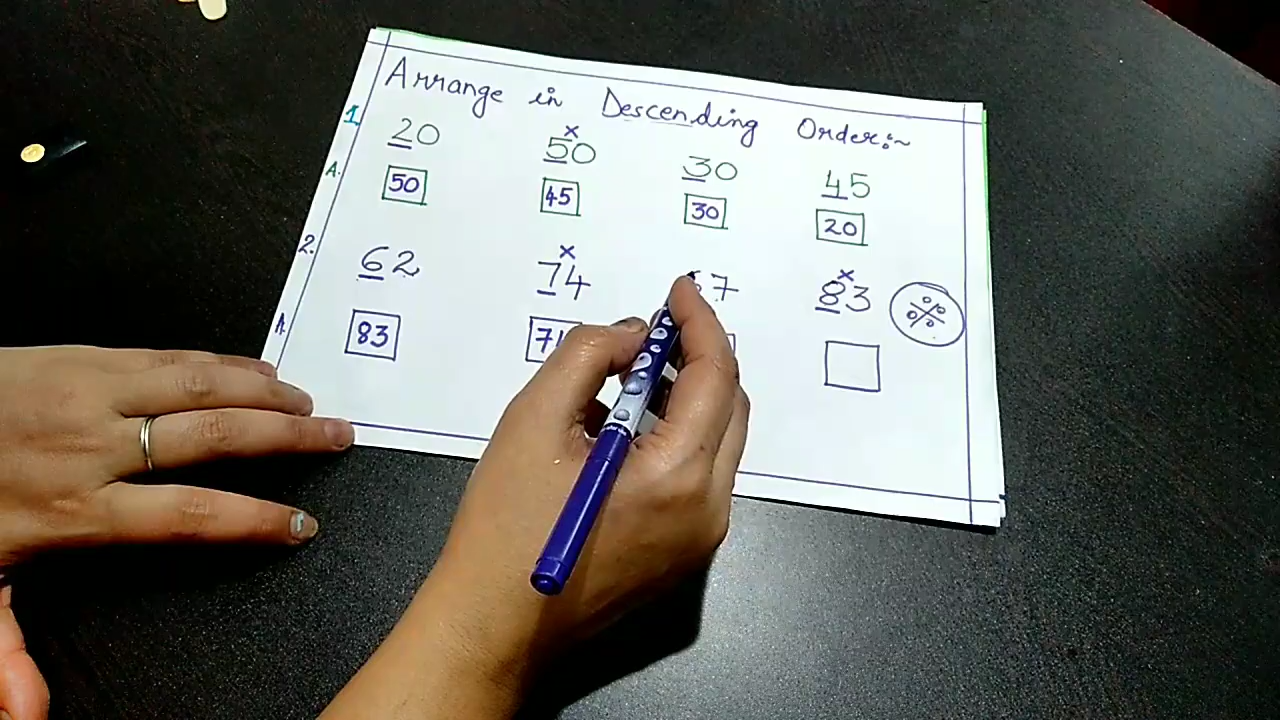 Arrange in Descending Order:~
1. 20 50 30 45
A. 50 45 30 20
2. 62 74 83
A. 83